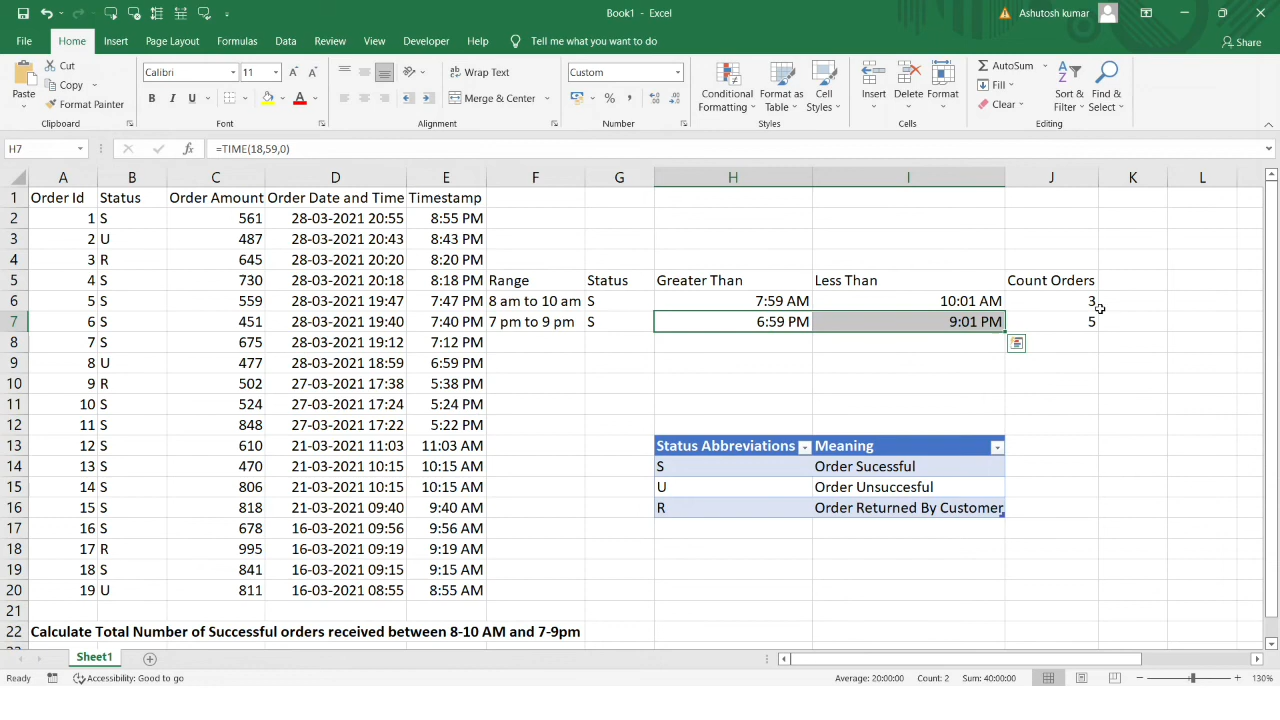 Book1 - Excel
Ashutosh kumar
File Home Insert Page Layout Formulas Data Review View Developer Help Tell me what you want to do Share
Paste Cut Copy Format Painter
Clipboard
Calibri 11
B I U A
Font
Wrap Text
Merge & Center
Alignment
Custom
%
Number
Conditional Formatting Format as Table Cell Styles
Styles
Insert Delete Format
Cells
AutoSum Fill Clear Sort & Filter Find & Select
Editing
H7 fx =TIME(18,59,0)
A B C D E F G H I J K L
1 Order Id Status Order Amount Order Date and Time Timestamp
2 1 S 561 28-03-2021 20:55 8:55 PM
3 2 U 487 28-03-2021 20:43 8:43 PM
4 3 R 645 28-03-2021 20:20 8:20 PM
5 4 S 730 28-03-2021 20:18 8:18 PM Range Status Greater Than Less Than Count Orders
6 5 S 559 28-03-2021 19:47 7:47 PM 8 am to 10 am S 7:59 AM 10:01 AM 3
7 6 S 451 28-03-2021 19:40 7:40 PM 7 pm to 9 pm S 6:59 PM 9:01 PM 5
8 7 S 675 28-03-2021 19:12 7:12 PM
9 8 U 477 28-03-2021 18:59 6:59 PM
10 9 R 502 27-03-2021 17:38 5:38 PM
11 10 S 524 27-03-2021 17:24 5:24 PM
12 11 S 848 27-03-2021 17:22 5:22 PM
13 12 S 610 21-03-2021 11:03 11:03 AM Status Abbreviations Meaning
14 13 S 470 21-03-2021 10:15 10:15 AM S Order Sucessful
15 14 S 806 21-03-2021 10:15 10:15 AM U Order Unsuccesful
16 15 S 818 21-03-2021 09:40 9:40 AM R Order Returned By Customer
17 16 S 678 16-03-2021 09:56 9:56 AM
18 17 R 995 16-03-2021 09:19 9:19 AM
19 18 S 841 16-03-2021 09:15 9:15 AM
20 19 U 811 16-03-2021 08:55 8:55 AM
21
22 Calculate Total Number of Successful orders received between 8-10 AM and 7-9pm
Sheet1
Ready Accessibility: Good to go Average: 20:00:00 Count: 2 Sum: 40:00:00 130%